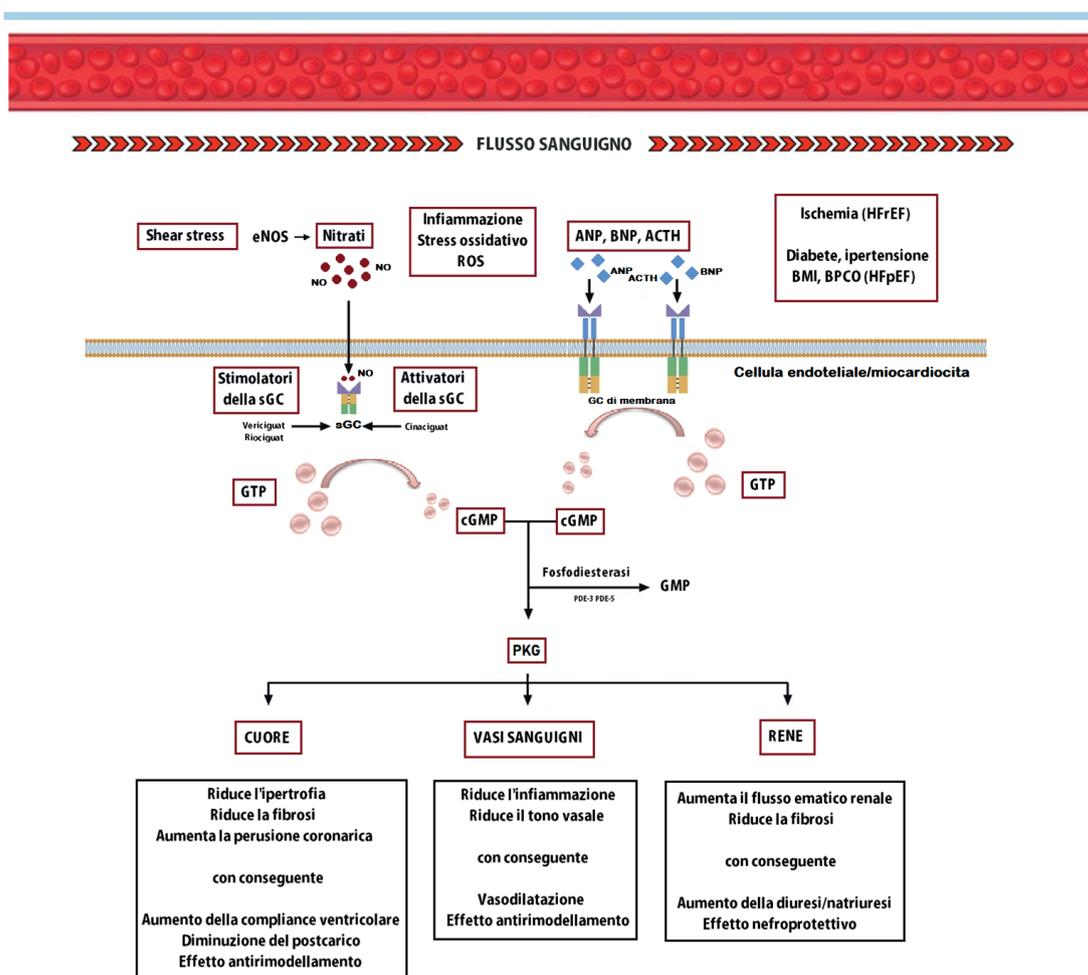 FLUSSO SANGUIGNO
Shear stress
eNOS
Nitrati
NO
NO
Infiammazione
Stress ossidativo
ROS
ANP, BNP, ACTH
ANP
ACTH
BNP
Ischemia (HFrEF)
Diabete, ipertensione
BMI, BPCO (HFpEF)
Cellula endoteliale/miocardiocita
Stimolatori
della sGC
NO
Attivatori
della sGC
Vericiguat
Riociguat
sGC
Cinaciguat
GC di membrana
GTP
GTP
cGMP
cGMP
Fosfodiesterasi
GMP
PDE-3 PDE-5
PKG
CUORE
VASI SANGUIGNI
RENE
Riduce l'ipertrofia
Riduce la fibrosi
Aumenta la perusione coronarica
con conseguente
Aumento della compliance ventricolare
Diminuzione del postcarico
Effetto antirimodellamento
Riduce l'infiammazione
Riduce il tono vasale
con conseguente
Vasodilatazione
Effetto antirimodellamento
Aumenta il flusso ematico renale
Riduce la fibrosi
con conseguente
Aumento della diuresi/natriuresi
Effetto nefroprotettivo